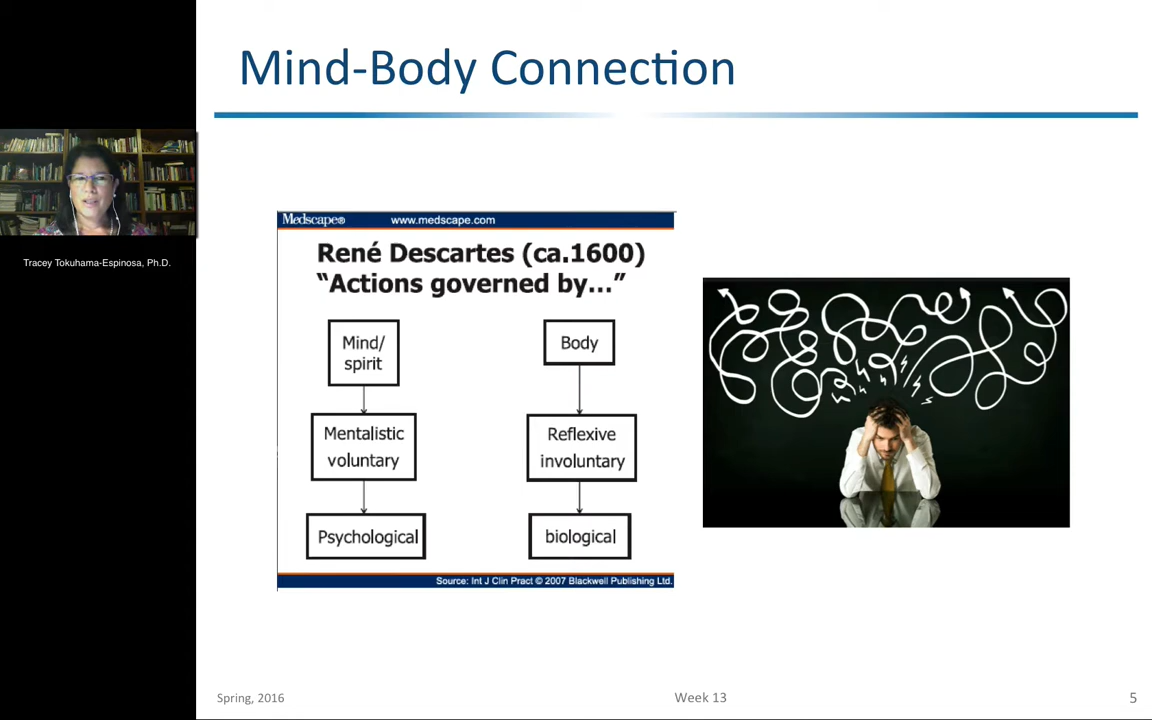 Mind-Body Connection
Tracey Tokuhama-Espinosa, Ph.D.
Medscape® www.medscape.com
René Descartes (ca.1600)
“Actions governed by...”
Mind/
spirit
Body
Mentalistic
voluntary
Reflexive
involuntary
Psychological
biological
Source: Int J Clin Pract © 2007 Blackwell Publishing Ltd.
Spring, 2016
Week 13
5